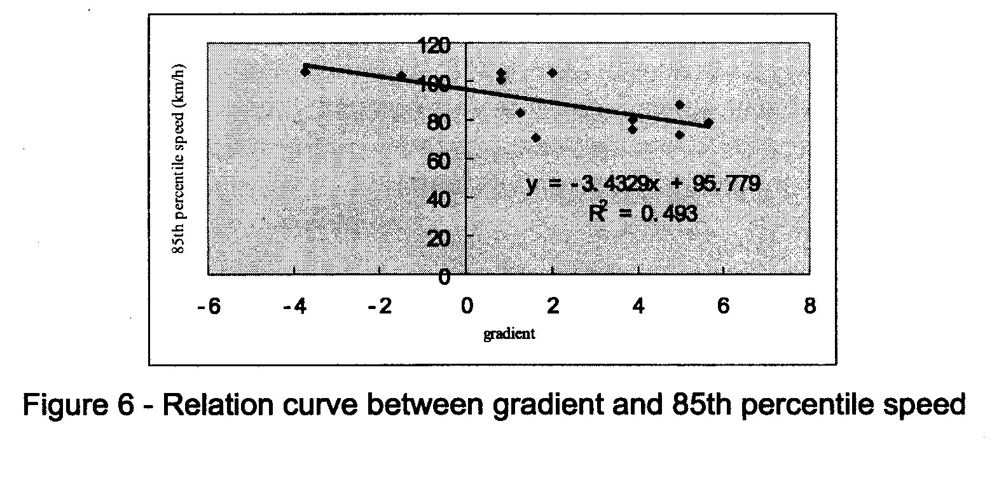 120
100
80
60
40
20
0
85th percentile speed (km/h)
y = -3.4329x + 95.779
R² = 0.493
-6 -4 -2 0 2 4 6 8
gradient
Figure 6 - Relation curve between gradient and 85th percentile speed